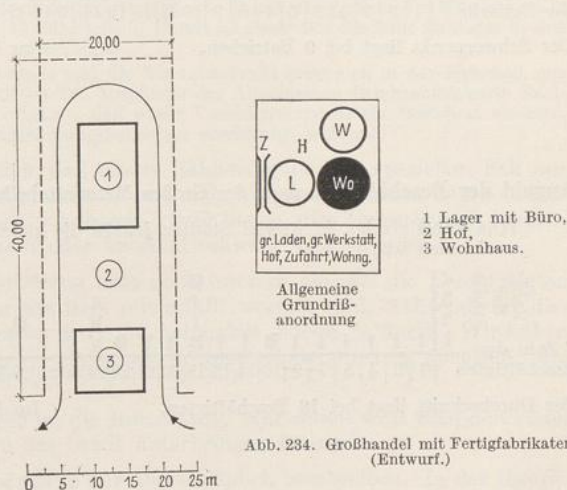 20,00
40,00
1
2
3
0 5 10 15 20 25 m
W
Z H
L Wo
gr. Laden, gr. Werkstatt,
Hof, Zufahrt, Wohng.
Allgemeine
Grundriß-
anordnung
1 Lager mit Büro,
2 Hof,
3 Wohnhaus.
Abb. 234. Großhandel mit Fertigfabrikaten
(Entwurf.)